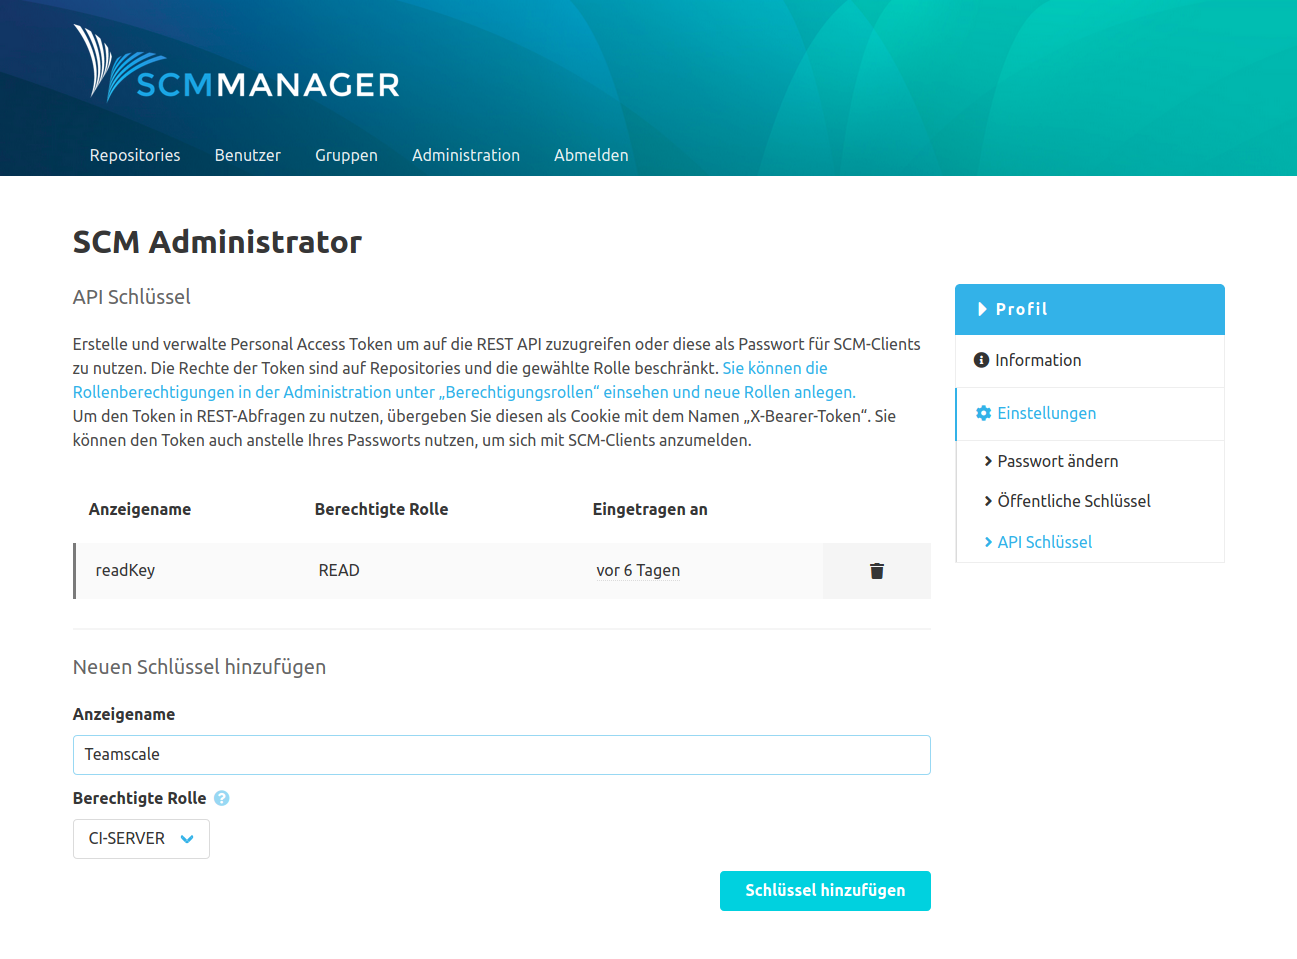 SCMMANAGER
Repositories Benutzer Gruppen Administration Abmelden
SCM Administrator
API Schlüssel
Erstelle und verwalte Personal Access Token um auf die REST API zuzugreifen oder diese als Passwort für SCM-Clients
zu nutzen. Die Rechte der Token sind auf Repositories und die gewählte Rolle beschränkt. Sie können die
Rollenberechtigungen in der Administration unter „Berechtigungsrollen“ einsehen und neue Rollen anlegen.
Um den Token in REST-Abfragen zu nutzen, übergeben Sie diesen als Cookie mit dem Namen „X-Bearer-Token“. Sie
können den Token auch anstelle Ihres Passworts nutzen, um sich mit SCM-Clients anzumelden.
Anzeigename Berechtigte Rolle Eingetragen an
readKey READ vor 6 Tagen
Neuen Schlüssel hinzufügen
Anzeigename
Teamscale
Berechtigte Rolle
CI-SERVER
Schlüssel hinzufügen
Profil
Information
Einstellungen
Passwort ändern
Öffentliche Schlüssel
API Schlüssel